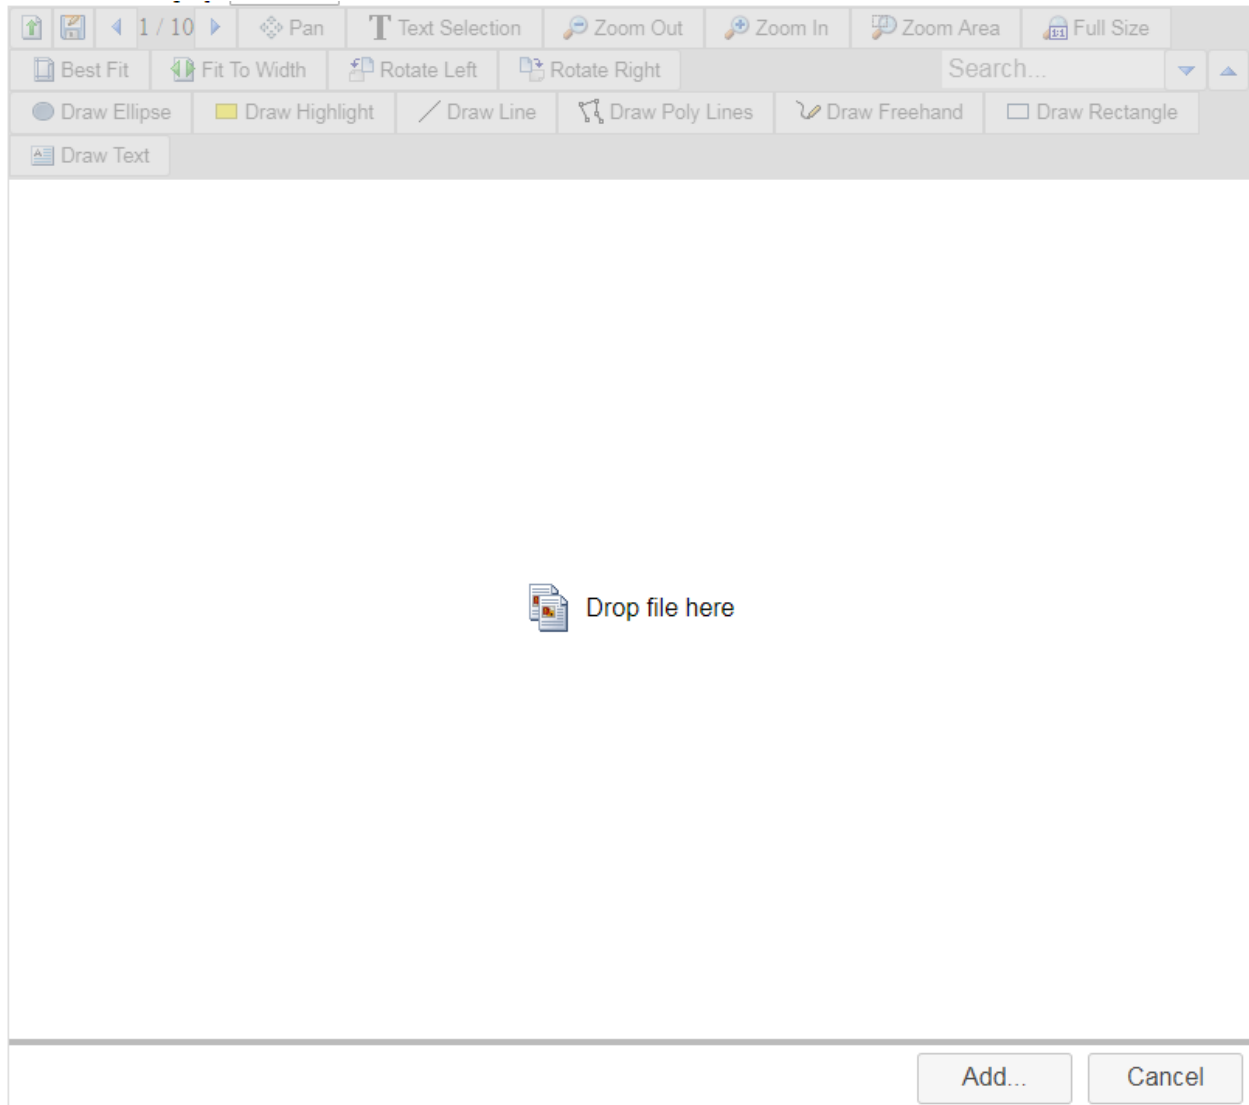 1 / 10 Pan Text Selection Zoom Out Zoom In Zoom Area Full Size
Best Fit Fit To Width Rotate Left Rotate Right Search...
Draw Ellipse Draw Highlight Draw Line Draw Poly Lines Draw Freehand Draw Rectangle
Draw Text
Drop file here
Add... Cancel